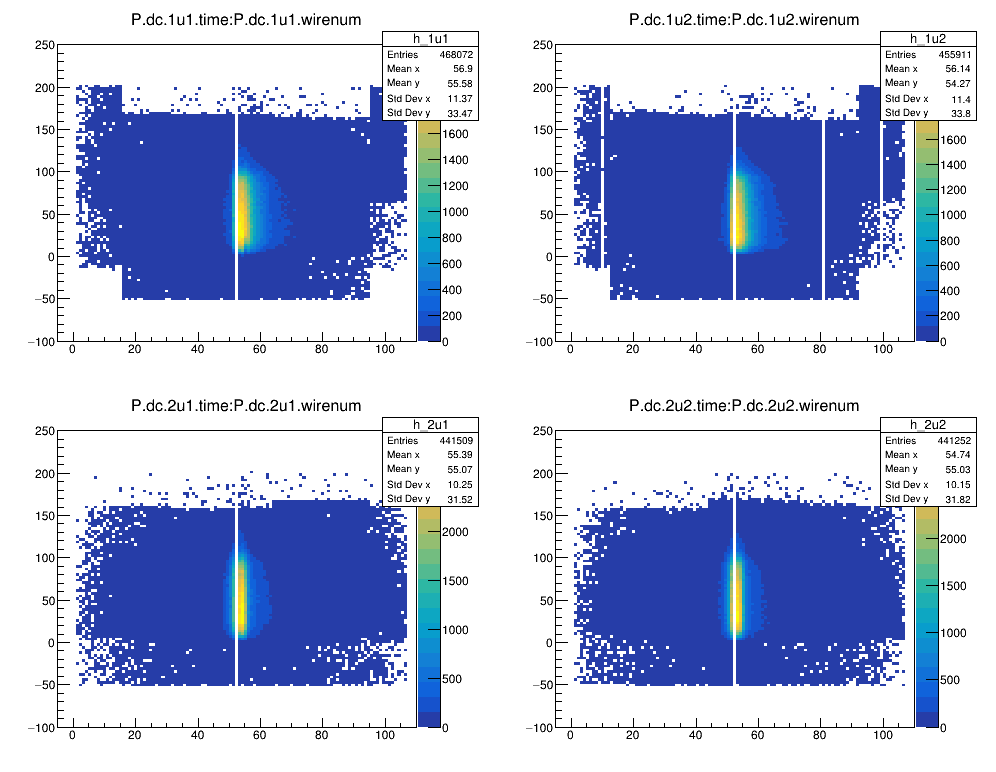 P.dc.1u1.time:P.dc.1u1.wirenum
h_1u1
Entries 468072
Mean x 56.9
Mean y 55.58
Std Dev x 11.37
Std Dev y 33.47
250
200
150
100
50
0
−50
−100
0 20 40 60 80 100
1600
1400
1200
1000
800
600
400
200
0
P.dc.1u2.time:P.dc.1u2.wirenum
h_1u2
Entries 455911
Mean x 56.14
Mean y 54.27
Std Dev x 11.4
Std Dev y 33.8
250
200
150
100
50
0
−50
−100
0 20 40 60 80 100
1600
1400
1200
1000
800
600
400
200
0
P.dc.2u1.time:P.dc.2u1.wirenum
h_2u1
Entries 441509
Mean x 55.39
Mean y 55.07
Std Dev x 10.25
Std Dev y 31.52
250
200
150
100
50
0
−50
−100
0 20 40 60 80 100
2000
1500
1000
500
0
P.dc.2u2.time:P.dc.2u2.wirenum
h_2u2
Entries 441252
Mean x 54.74
Mean y 55.03
Std Dev x 10.15
Std Dev y 31.82
250
200
150
100
50
0
−50
−100
0 20 40 60 80 100
2000
1500
1000
500
0